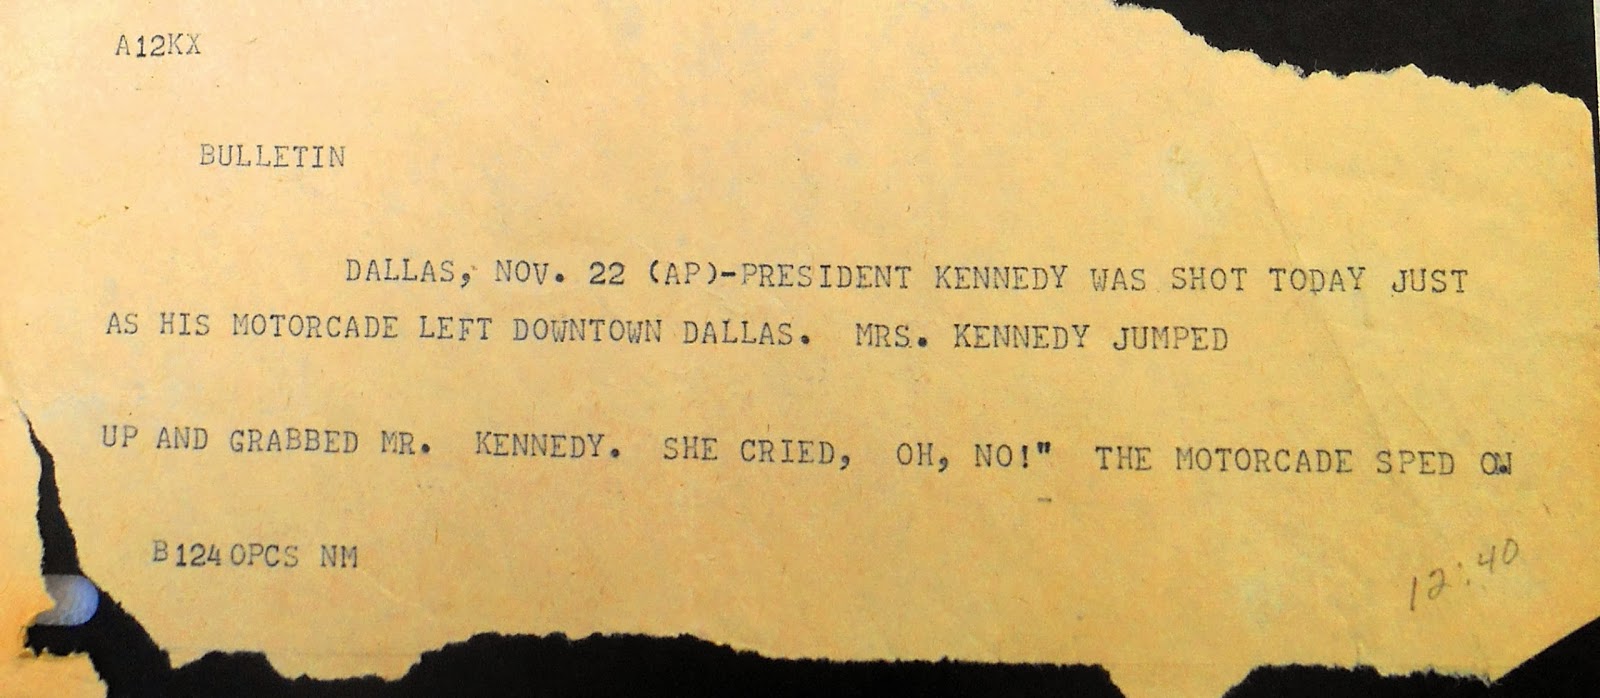 A12KX
BULLETIN
DALLAS, NOV. 22 (AP)-PRESIDENT KENNEDY WAS SHOT TODAY JUST
AS HIS MOTORCADE LEFT DOWNTOWN DALLAS. MRS. KENNEDY JUMPED
UP AND GRABBED MR. KENNEDY. SHE CRIED, OH, NO!" THE MOTORCADE SPED ON
B1240PCS NM
12:40